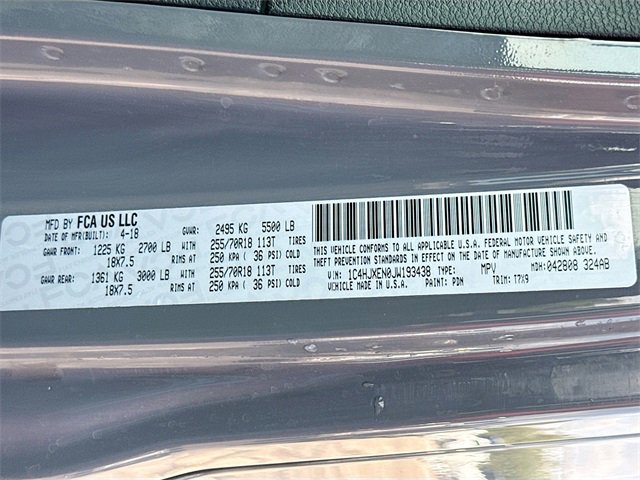 MFD BY FCA US LLC
DATE OF MFR(BUILT): 4-18 GVWR: 2495 KG 5500 LB
GAWR FRONT: 1225 KG 2700 LB 255/70R18 113T TIRES
18X7.5 RIMS AT 250 KPA ( 36 PSI) COLD
GAWR REAR: 1361 KG 3000 LB 255/70R18 113T TIRES
18X7.5 RIMS AT 250 KPA ( 36 PSI) COLD
THIS VEHICLE CONFORMS TO ALL APPLICABLE
U.S.A. FEDERAL MOTOR VEHICLE SAFETY AND
THEFT PREVENTION STANDARDS IN EFFECT ON
THE DATE OF MANUFACTURE SHOWN ABOVE.
VIN: 1C4HJXEN0JW193438 TYPE: MPV MDH: 042808 324AB
VEHICLE MADE IN U.S.A. PAINT: PDN TRIM: T7X9